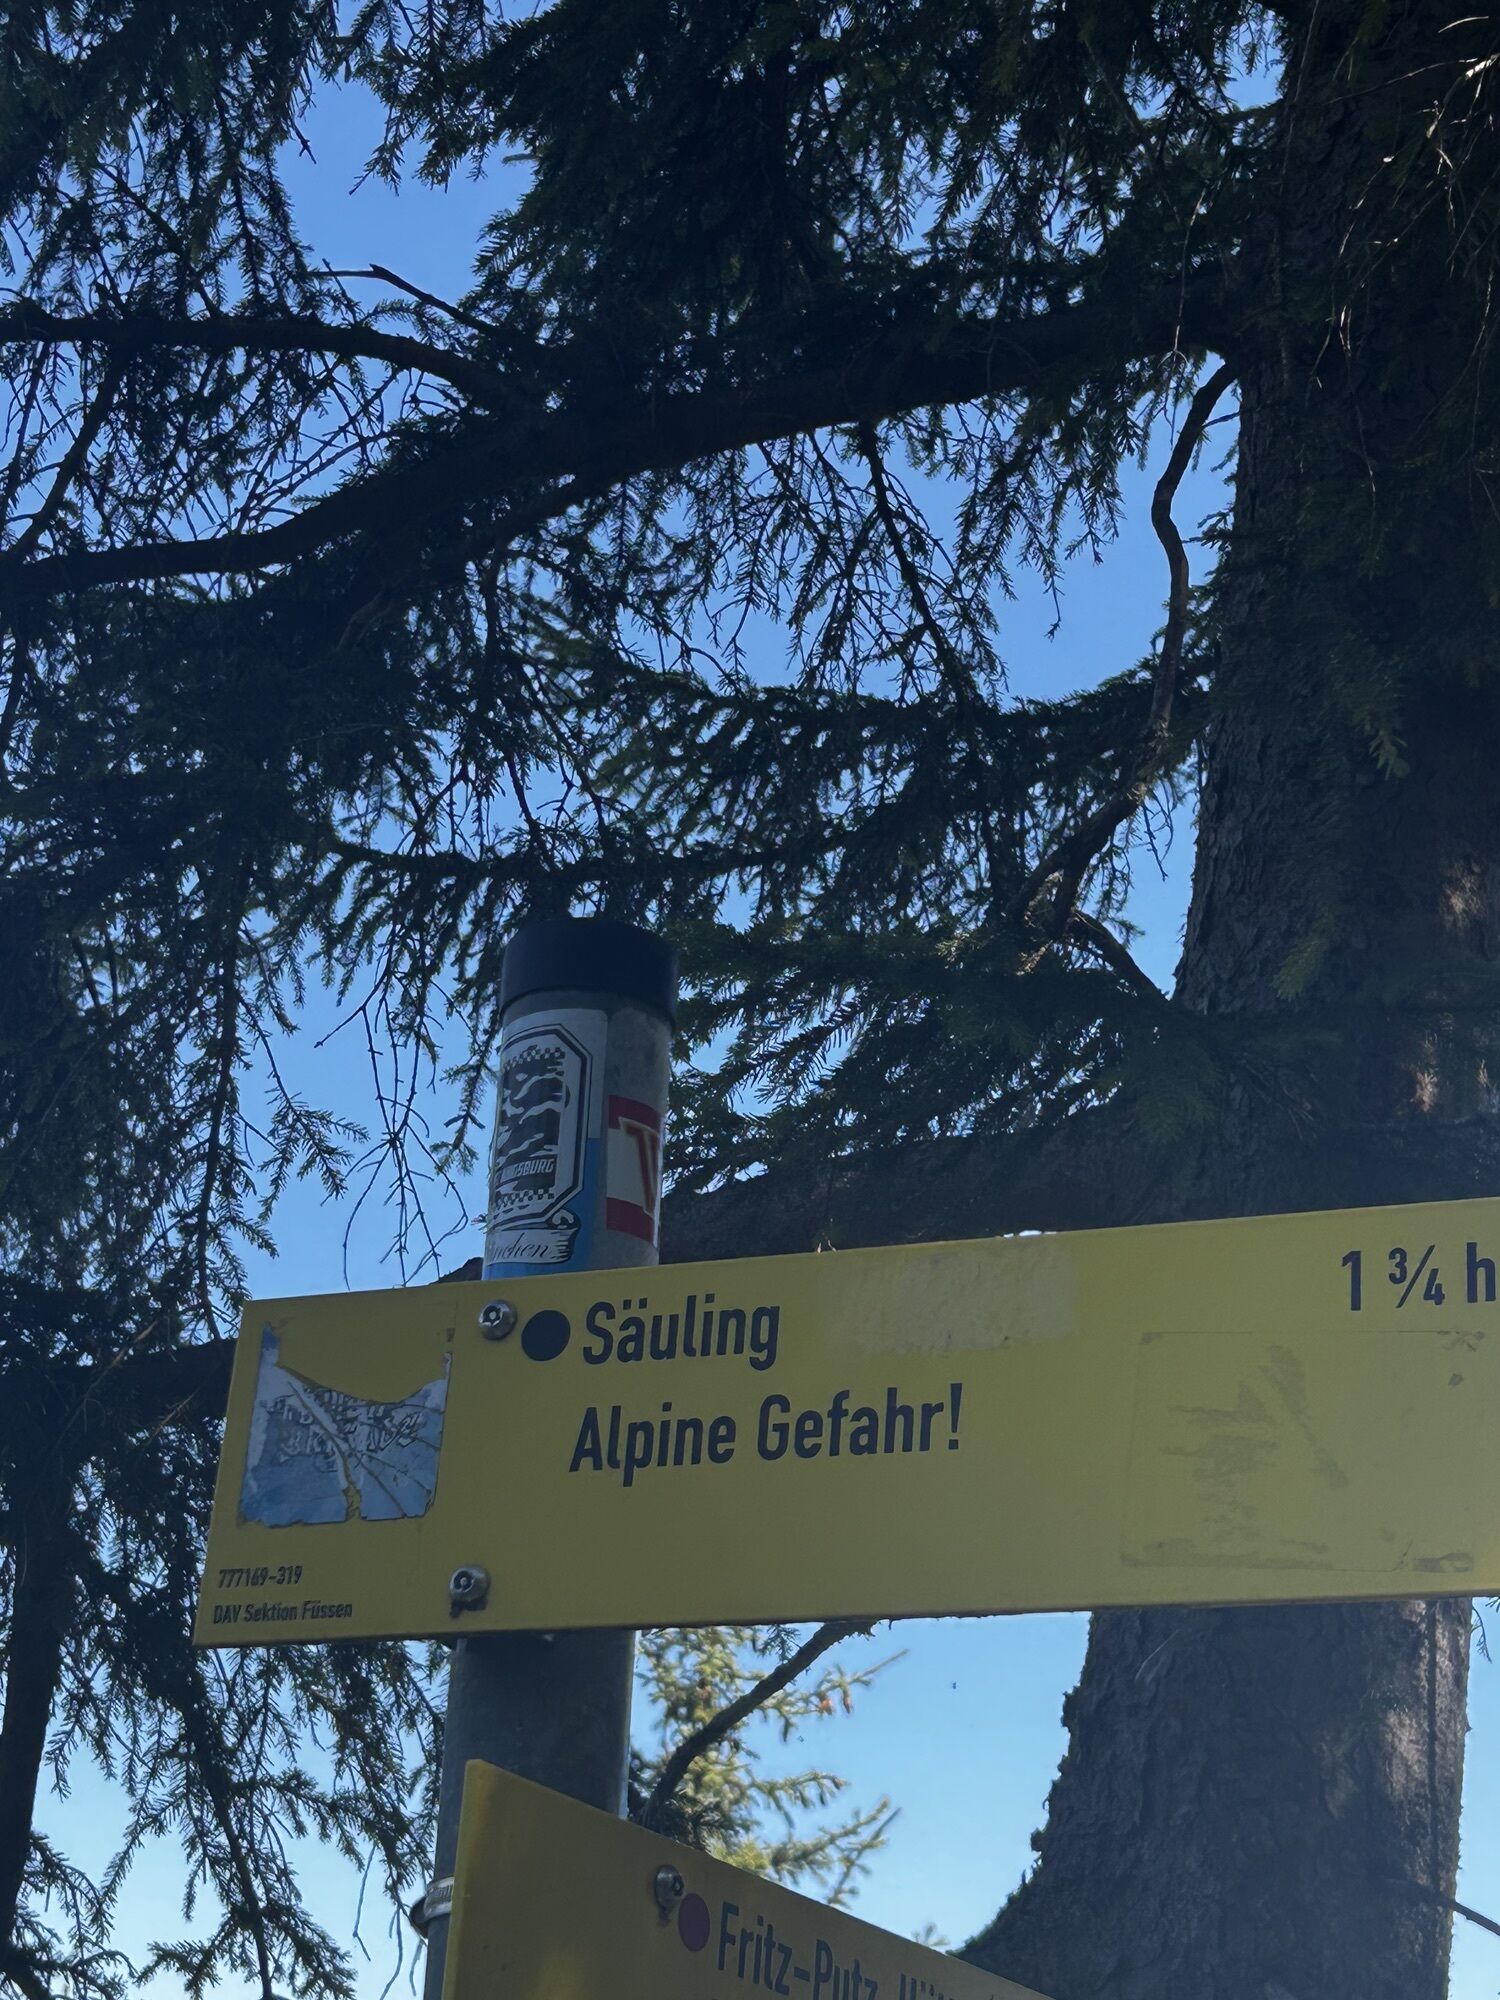 Säuling 1 ¾ h
Alpine Gefahr!
777169-319
DAV Sektion Füssen
Fritz-Putz